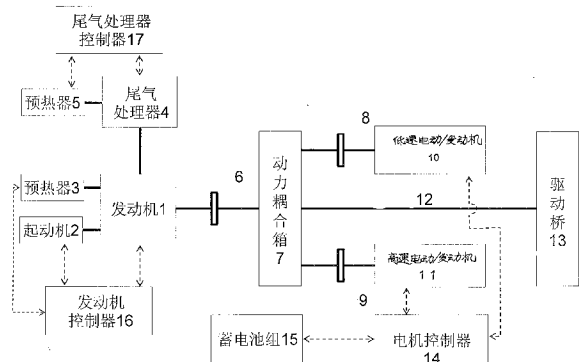 尾气处理器
控制器17
预热器5
尾气
处理器4
预热器3
发动机1
起动机2
发动机
控制器16
6
动力耦合箱
7
8
低速电动/发动机
10
12
驱动桥
13
高速电动/发动机
11
9
蓄电池组15
电机控制器
14